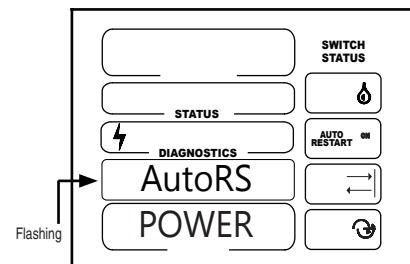 SWITCH
STATUS
STATUS
AUTO
RESTART ON
DIAGNOSTICS
AutoRS
POWER
Flashing